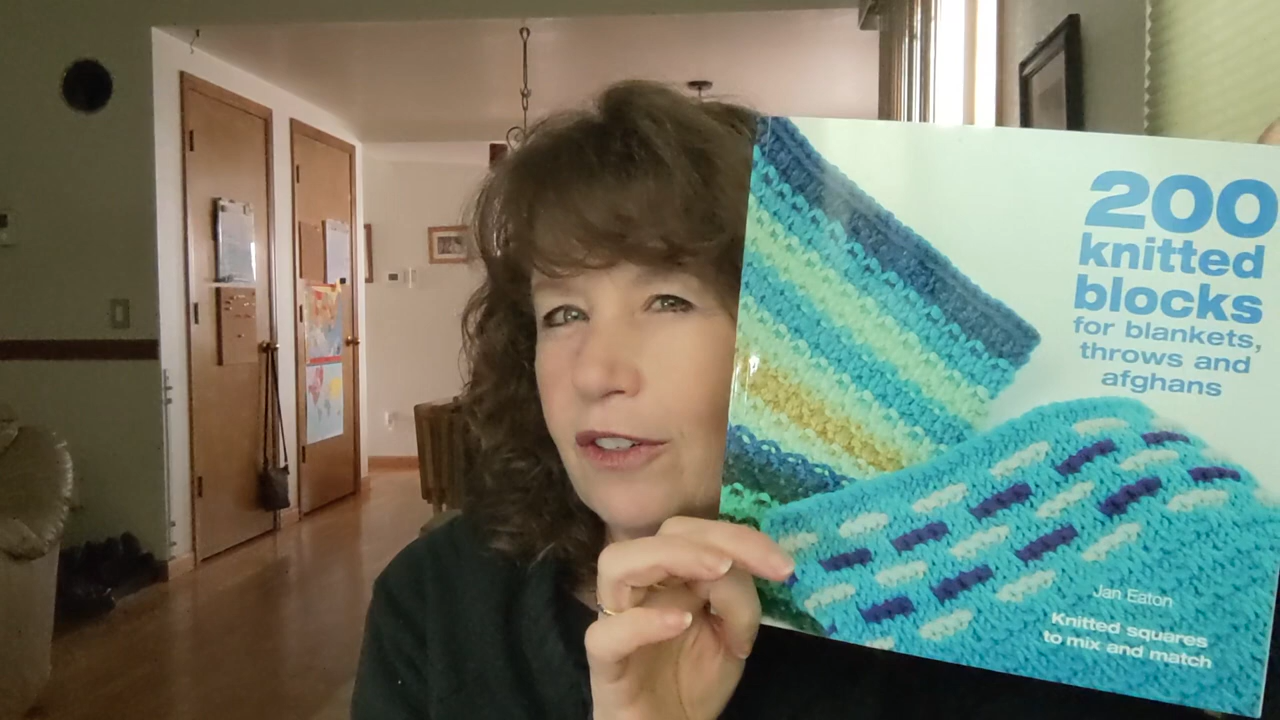 200
knitted
blocks
for blankets,
throws and
afghans
Jan Eaton
Knitted squares
to mix and match